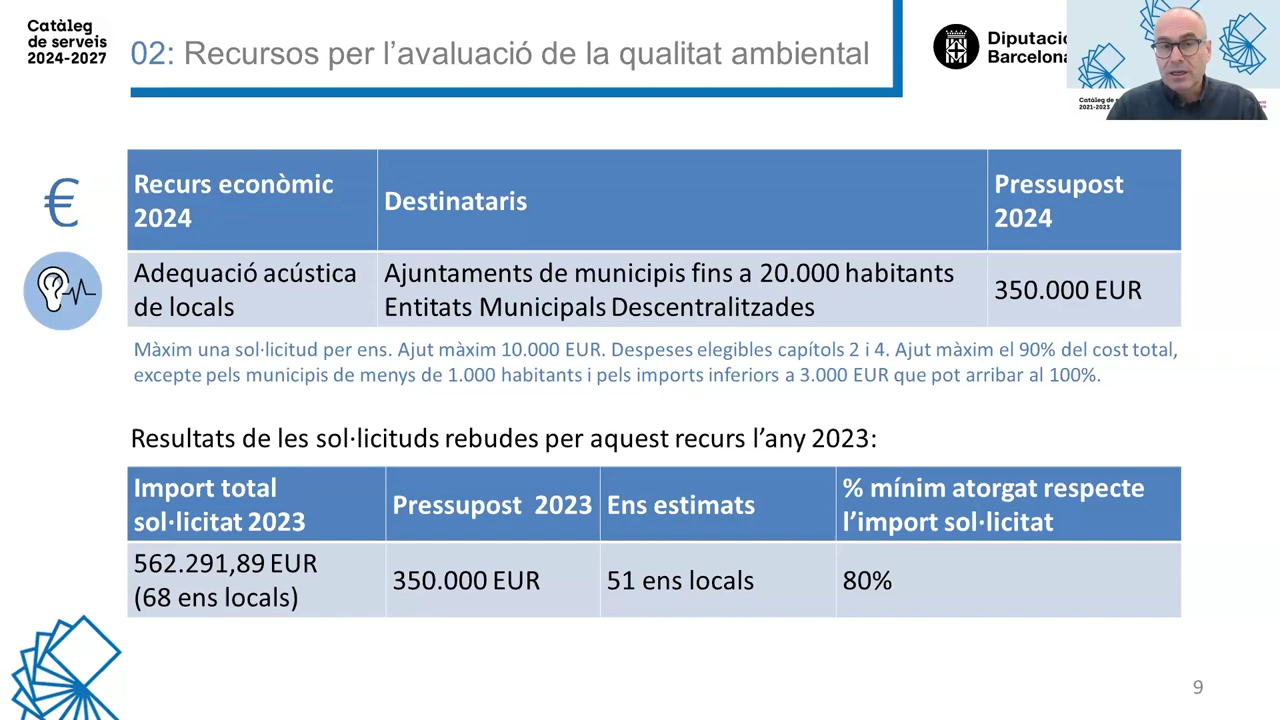 Catàleg
de serveis
2024-2027
02: Recursos per l’avaluació de la qualitat ambiental
Diputació
Barcelona
Catàleg de
2021-2023
€
Recurs econòmic
2024
Destinataris
Pressupost
2024
Adequació acústica
de locals
Ajuntaments de municipis fins a 20.000 habitants
Entitats Municipals Descentralitzades
350.000 EUR
Màxim una sol·licitud per ens. Ajut màxim 10.000 EUR. Despeses elegibles capítols 2 i 4. Ajut màxim el 90% del cost total,
excepte pels municipis de menys de 1.000 habitants i pels imports inferiors a 3.000 EUR que pot arribar al 100%.
Resultats de les sol·licituds rebudes per aquest recurs l’any 2023:
Import total
sol·licitat 2023
Pressupost 2023
Ens estimats
% mínim atorgat respecte
l’import sol·licitat
562.291,89 EUR
(68 ens locals)
350.000 EUR
51 ens locals
80%
9